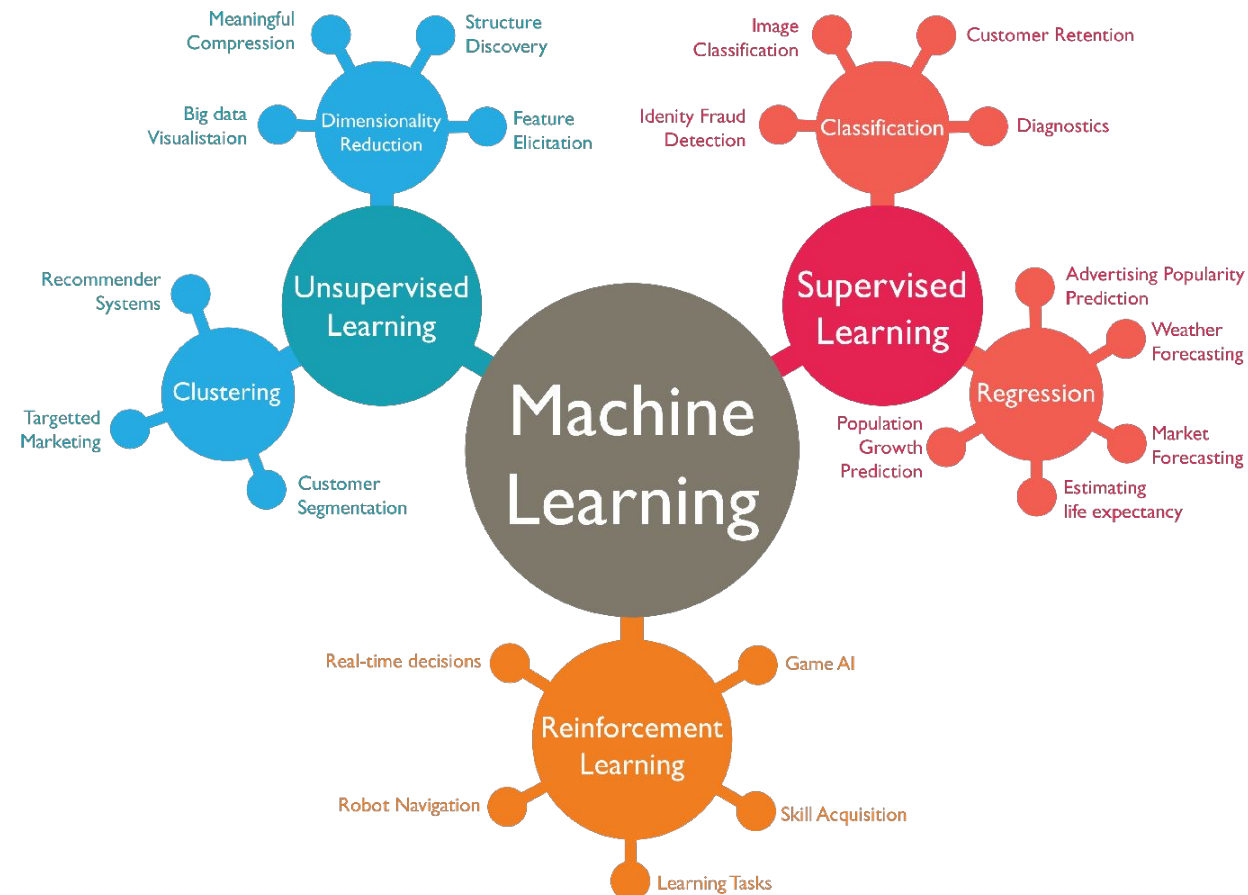 Meaningful
Compression
Structure
Discovery
Big data
Visualistaion
Dimensionality
Reduction
Feature
Elicitation
Image
Classification
Customer Retention
Idenity Fraud
Detection
Classification
Diagnostics
Unsupervised
Learning
Supervised
Learning
Recommender
Systems
Clustering
Targetted
Marketing
Customer
Segmentation
Machine
Learning
Advertising Popularity
Prediction
Weather
Forecasting
Regression
Population
Growth
Prediction
Market
Forecasting
Estimating
life expectancy
Real-time decisions
Game AI
Reinforcement
Learning
Robot Navigation
Skill Acquisition
Learning Tasks